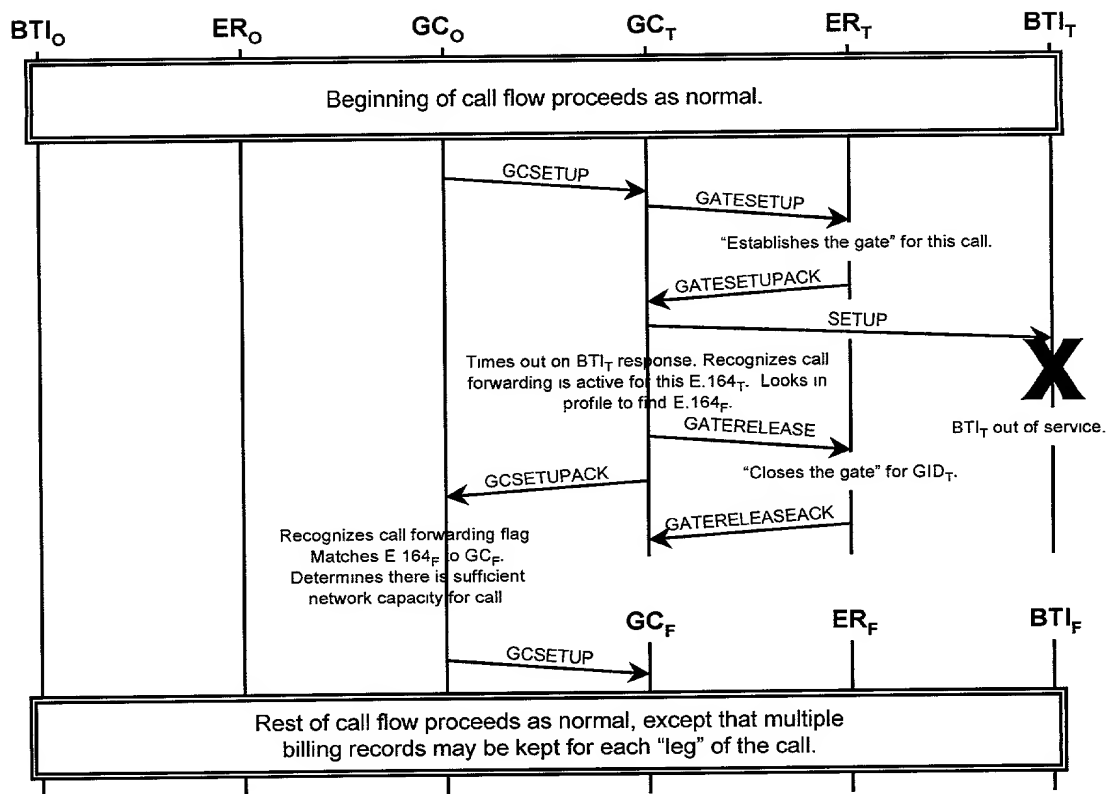 BTIO ERO GCO GCT ERT BTIT
Beginning of call flow proceeds as normal.
GCSETUP
GATESETUP
“Establishes the gate” for this call.
GATESETUPACK
SETUP
Times out on BTIT response. Recognizes call
forwarding is active for this E.164T. Looks in
profile to find E.164F.
BTIT out of service.
GATERELEASE
“Closes the gate” for GIDT.
GCSETUPACK
GATERELEASEACK
Recognizes call forwarding flag
Matches E 164F to GCF.
Determines there is sufficient
network capacity for call
GCF ERF BTIF
GCSETUP
Rest of call flow proceeds as normal, except that multiple
billing records may be kept for each “leg” of the call.